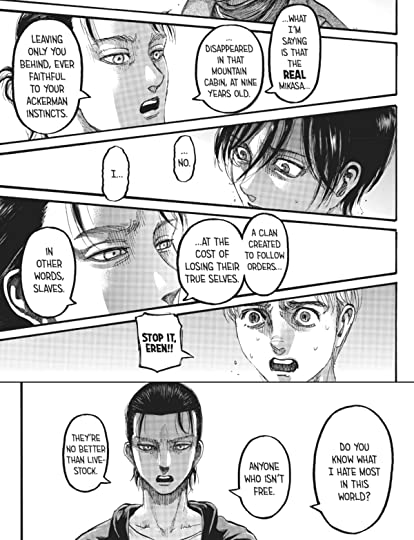 ...WHAT
I'M
SAYING
IS THAT
THE
REAL
MIKASA...
...DISAPPEARED
IN THAT
MOUNTAIN
CABIN, AT NINE
YEARS OLD.
LEAVING
ONLY YOU
BEHIND, EVER
FAITHFUL
TO YOUR
ACKERMAN
INSTINCTS.
...NO.
I...
A CLAN
CREATED
TO FOLLOW
ORDERS...
...AT THE
COST OF
LOSING THEIR
TRUE SELVES.
IN
OTHER
WORDS,
SLAVES.
STOP IT,
EREN!!
DO YOU
KNOW WHAT
I HATE MOST
IN THIS
WORLD?
ANYONE
WHO ISN'T
FREE.
THEY'RE
NO BETTER
THAN LIVE-
STOCK.